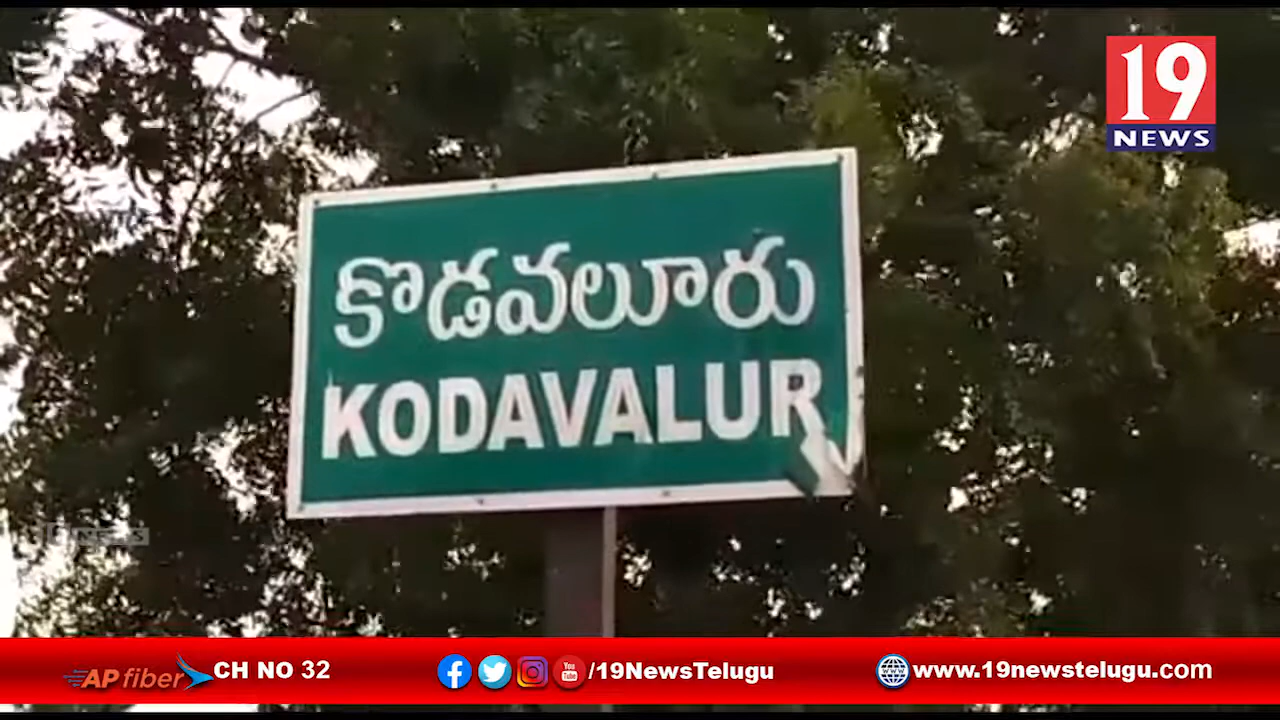 19
NEWS
కొడవలూరు
KODAVALUR
AP fiber CH NO 32
/19NewsTelugu
www.19newstelugu.com